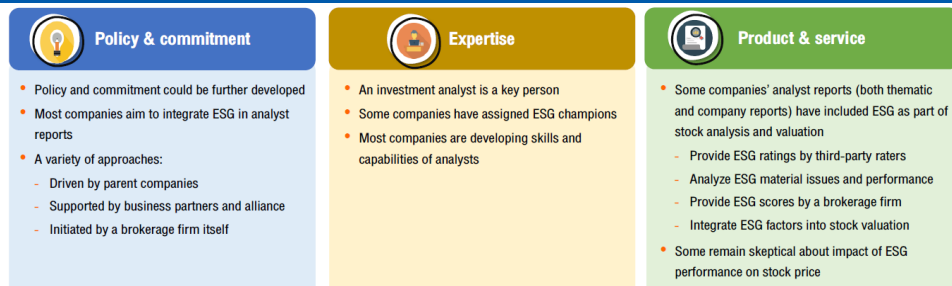 Policy & commitment
• Policy and commitment could be further developed
• Most companies aim to integrate ESG in analyst
reports
• A variety of approaches:
- Driven by parent companies
- Supported by business partners and alliance
- Initiated by a brokerage firm itself
Expertise
• An investment analyst is a key person
• Some companies have assigned ESG champions
• Most companies are developing skills and
capabilities of analysts
Product & service
• Some companies' analyst reports (both thematic
and company reports) have included ESG as part of
stock analysis and valuation
- Provide ESG ratings by third-party raters
- Analyze ESG material issues and performance
- Provide ESG scores by a brokerage firm
- Integrate ESG factors into stock valuation
• Some remain skeptical about impact of ESG
performance on stock price